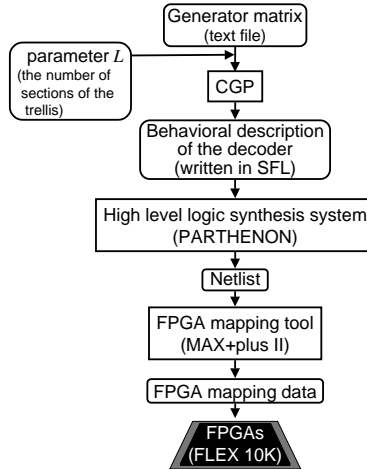 Generator matrix
(text file)
parameter L
(the number of
sections of the
trellis)
CGP
Behavioral description
of the decoder
(written in SFL)
High level logic synthesis system
(PARTHENON)
Netlist
FPGA mapping tool
(MAX+plus II)
FPGA mapping data
FPGAs
(FLEX 10K)